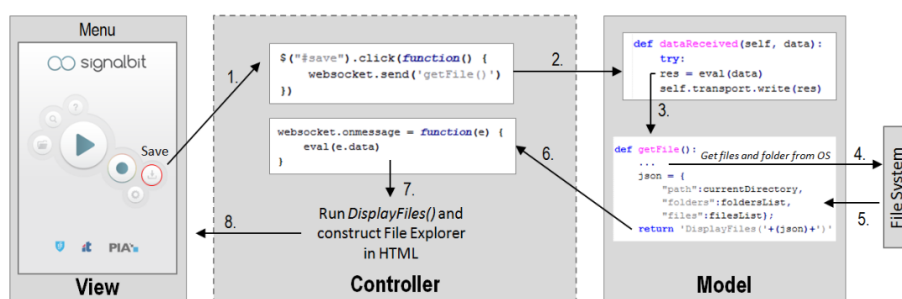 Menu
signalbit
Save
PIA
View
1.
$("#save").click(function() {
websocket.send('getFile()')
})
websocket.onmessage = function(e) {
eval(e.data)
}
7.
Run DisplayFiles() and
construct File Explorer
in HTML
8.
Controller
2.
6.
def dataReceived(self, data):
try:
res = eval(data)
self.transport.write(res)
3.
def getFile():
... Get files and folder from OS
json = {
"path":currentDirectory,
"folders":foldersList,
"files":filesList);
return 'DisplayFiles('+(json)+')'
Model
4.
5.
File System